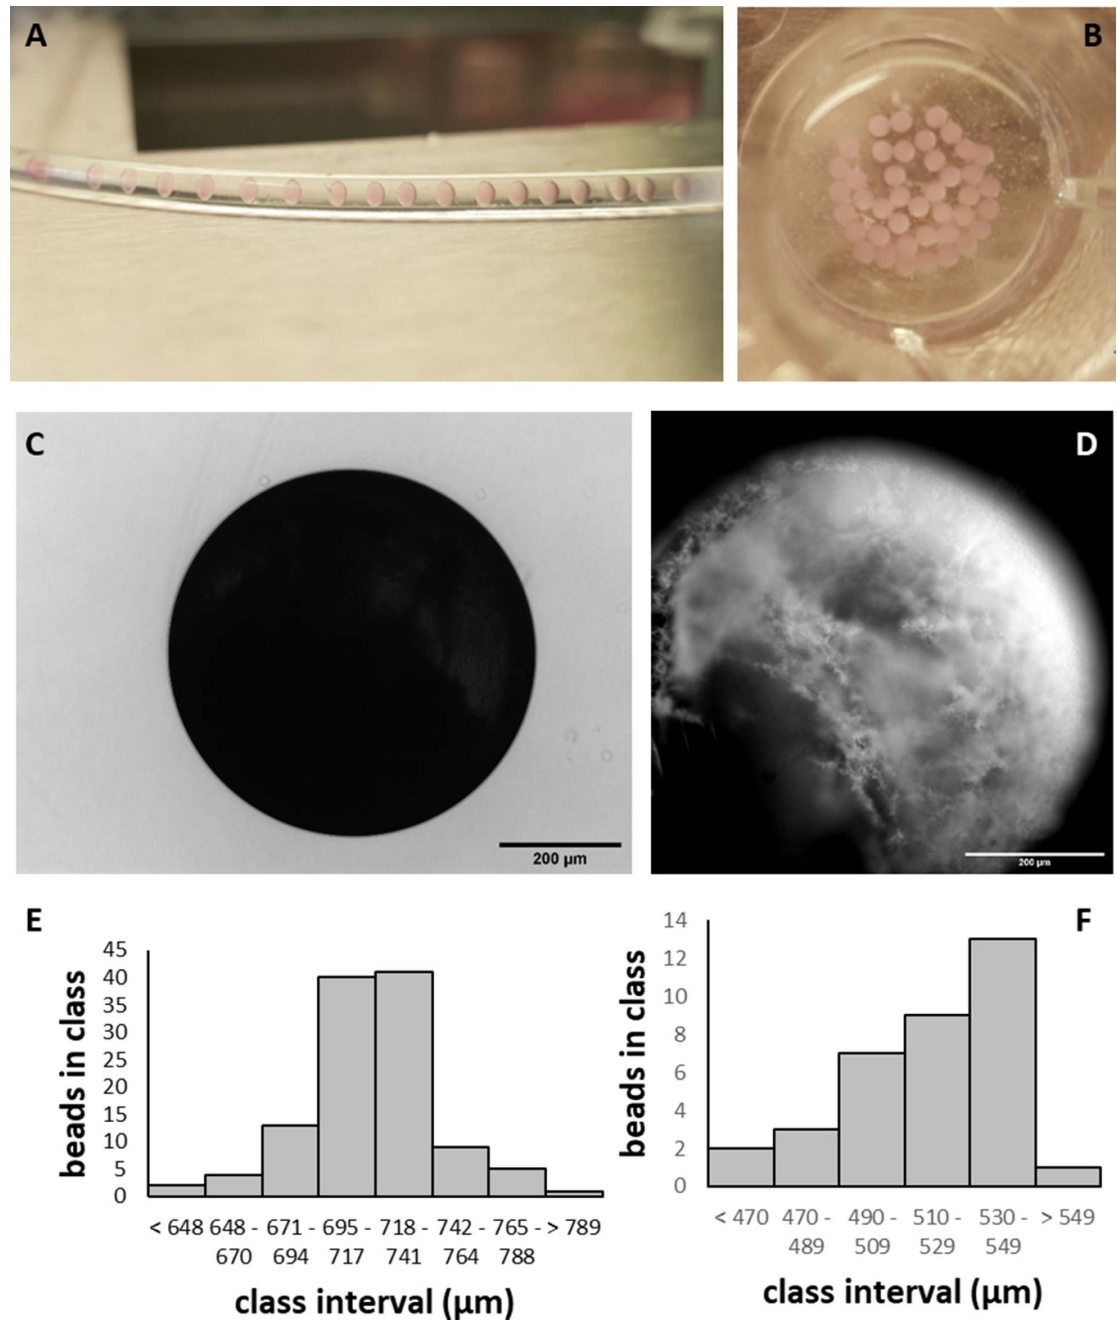 A
B
C
200 µm
D
200 µm
E
beads in class
45
40
35
30
25
20
15
10
5
0
< 648 648 - 671 - 695 - 718 - 742 - 765 - > 789
670 694 717 741 764 788
class interval (µm)
F
beads in class
14
12
10
8
6
4
2
0
< 470 470 - 490 - 510 - 530 - > 549
489 509 529 549
class interval (µm)